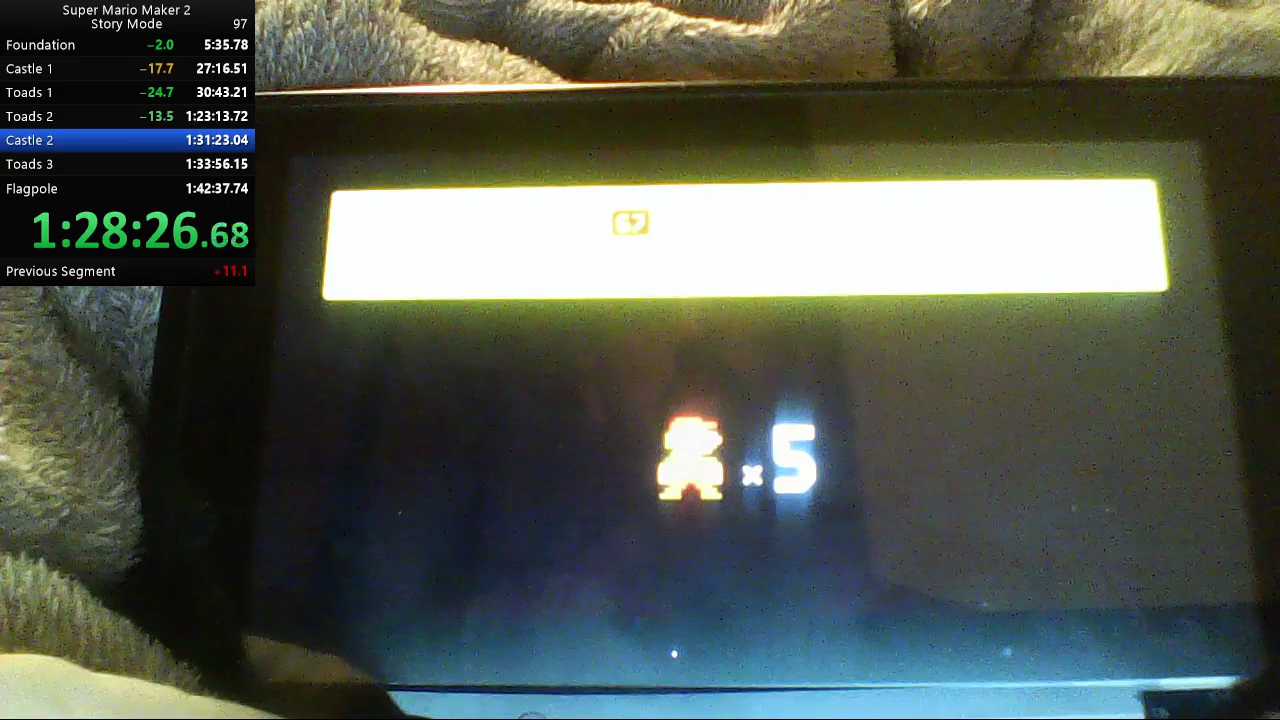 Super Mario Maker 2
Story Mode 97
Foundation −2.0 5:35.78
Castle 1 −17.7 27:16.51
Toads 1 −24.7 30:43.21
Toads 2 −13.5 1:23:13.72
Castle 2 1:31:23.04
Toads 3 1:33:56.15
Flagpole 1:42:37.74
1:28:26.68
Previous Segment +11.1
67
x 5